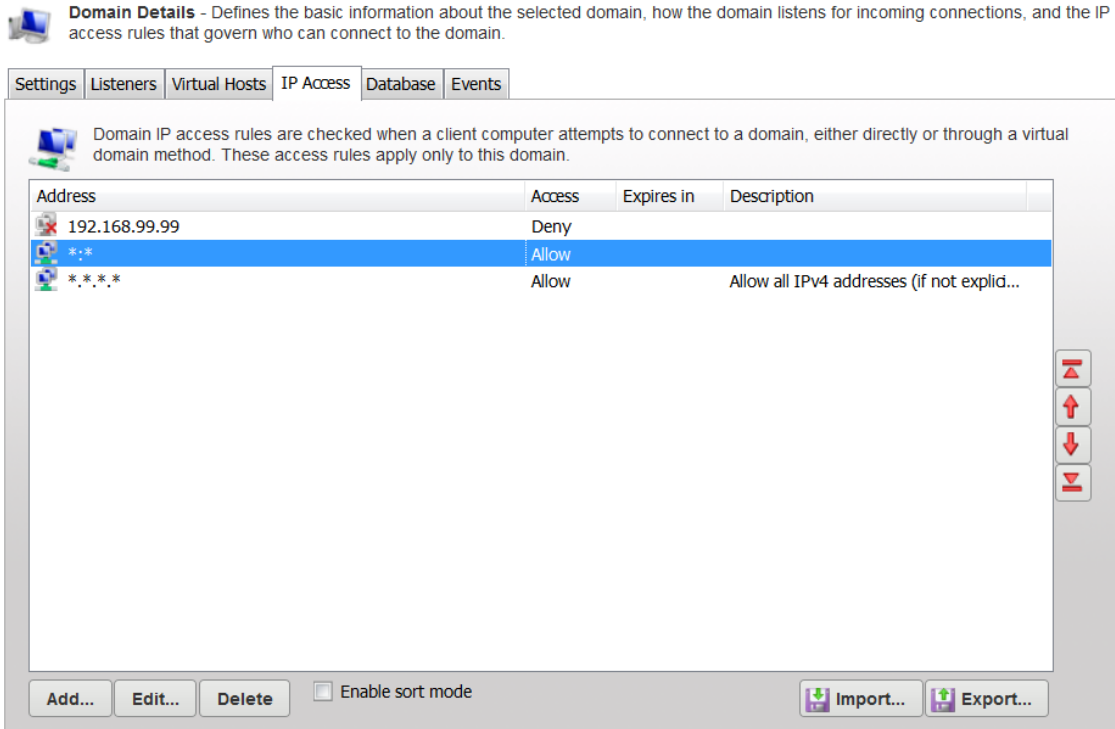 Domain Details - Defines the basic information about the selected domain, how the domain listens for incoming connections, and the IP
access rules that govern who can connect to the domain.
Settings Listeners Virtual Hosts IP Access Database Events
Domain IP access rules are checked when a client computer attempts to connect to a domain, either directly or through a virtual
domain method. These access rules apply only to this domain.
Address Access Expires in Description
192.168.99.99 Deny
*:* Allow
*.*.*.* Allow Allow all IPv4 addresses (if not explici...
Add... Edit... Delete Enable sort mode Import... Export...